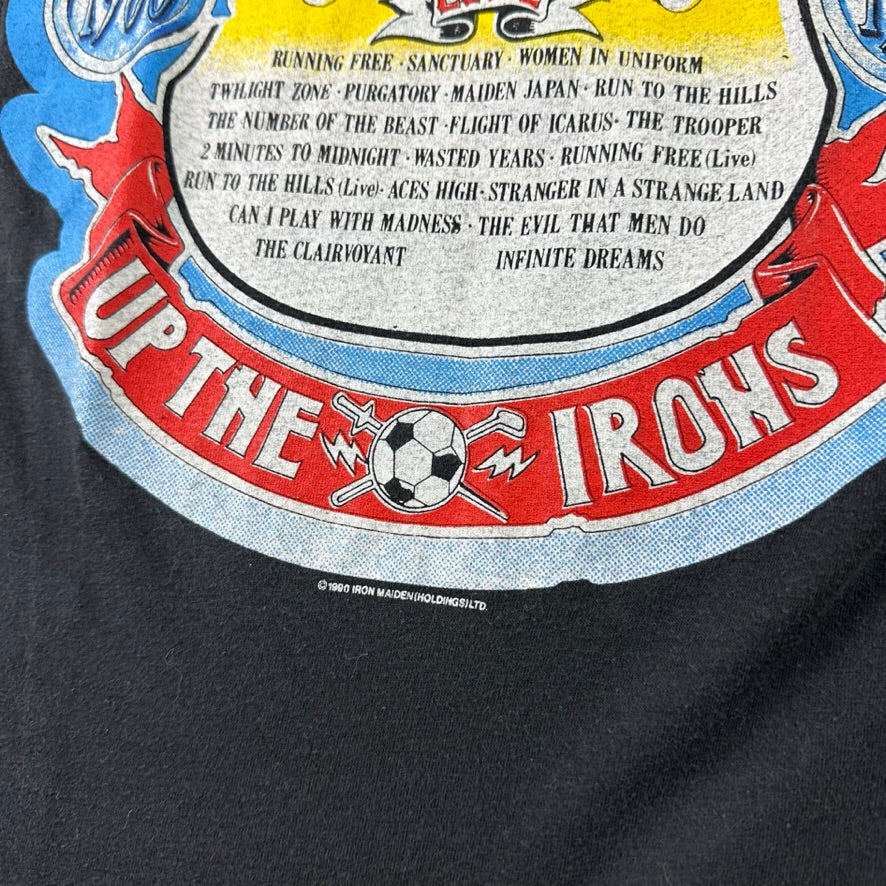 RUNNING FREE · SANCTUARY · WOMEN IN UNIFORM
TWILIGHT ZONE · PURGATORY · MAIDEN JAPAN · RUN TO THE HILLS
THE NUMBER OF THE BEAST · FLIGHT OF ICARUS · THE TROOPER
2 MINUTES TO MIDNIGHT · WASTED YEARS · RUNNING FREE (Live)
RUN TO THE HILLS (Live) · ACES HIGH · STRANGER IN A STRANGE LAND
CAN I PLAY WITH MADNESS · THE EVIL THAT MEN DO
THE CLAIRVOYANT INFINITE DREAMS
UP THE IRONS
©1990 IRON MAIDEN (HOLDINGS) LTD.